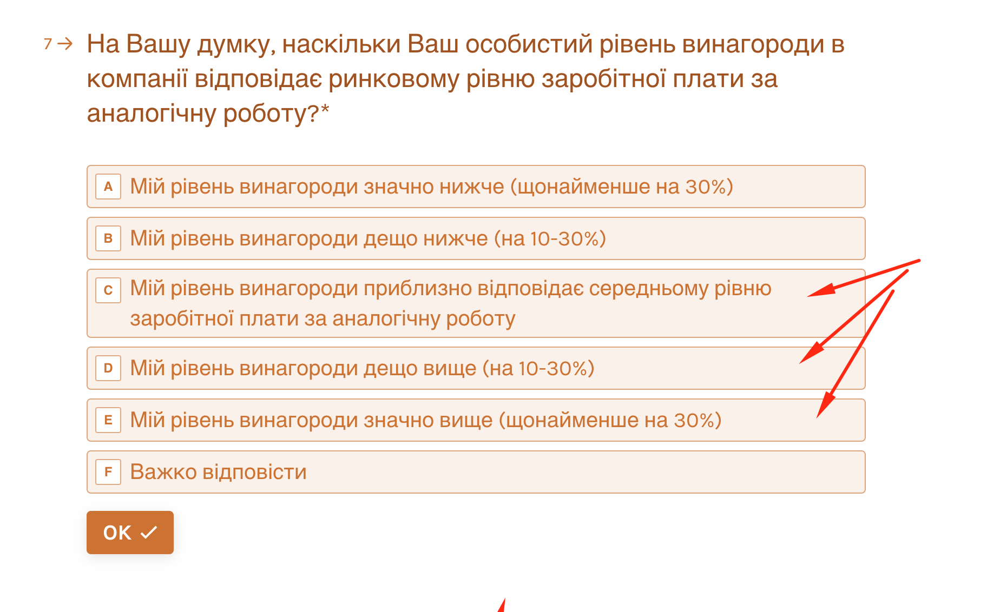 7 → На Вашу думку, наскільки Ваш особистий рівень винагороди в
компанії відповідає ринковому рівню заробітної плати за
аналогічну роботу?*
A Мій рівень винагороди значно нижче (щонайменше на 30%)
B Мій рівень винагороди дещо нижче (на 10-30%)
C Мій рівень винагороди приблизно відповідає середньому рівню
заробітної плати за аналогічну роботу
D Мій рівень винагороди дещо вище (на 10-30%)
E Мій рівень винагороди значно вище (щонайменше на 30%)
F Важко відповісти
OK ✓